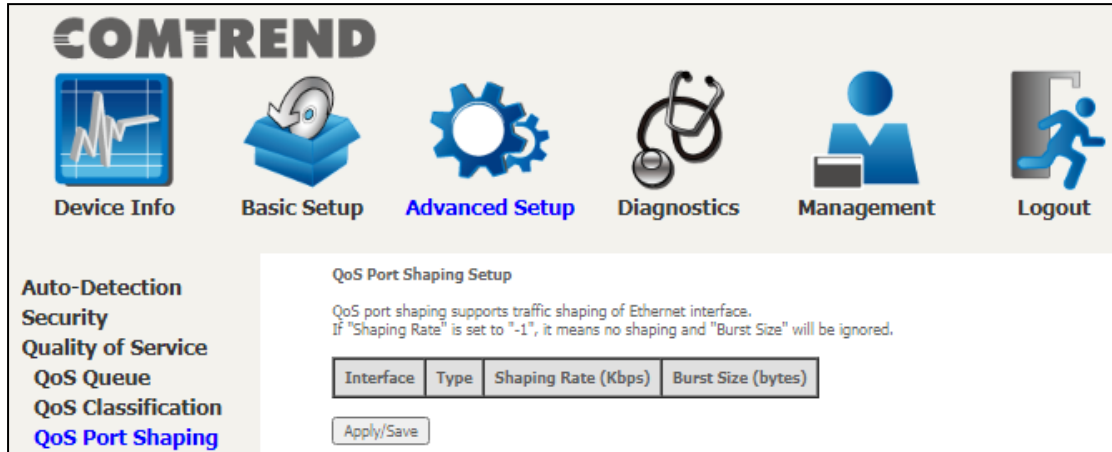 COMTREND
Device Info Basic Setup Advanced Setup Diagnostics Management Logout
Auto-Detection
Security
Quality of Service
QoS Queue
QoS Classification
QoS Port Shaping
QoS Port Shaping Setup
QoS port shaping supports traffic shaping of Ethernet interface.
If "Shaping Rate" is set to "-1", it means no shaping and "Burst Size" will be ignored.
Interface Type Shaping Rate (Kbps) Burst Size (bytes)
Apply/Save